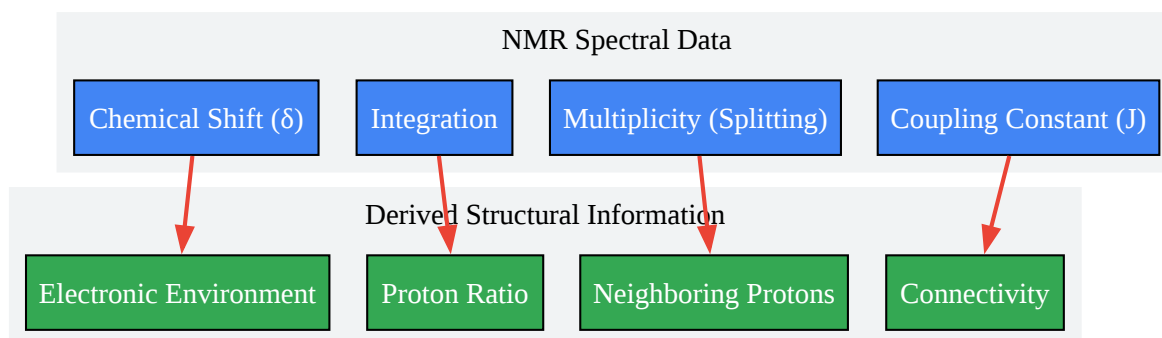 NMR Spectral Data
Chemical Shift (δ)
Integration
Multiplicity (Splitting)
Coupling Constant (J)
Derived Structural Information
Electronic Environment
Proton Ratio
Neighboring Protons
Connectivity